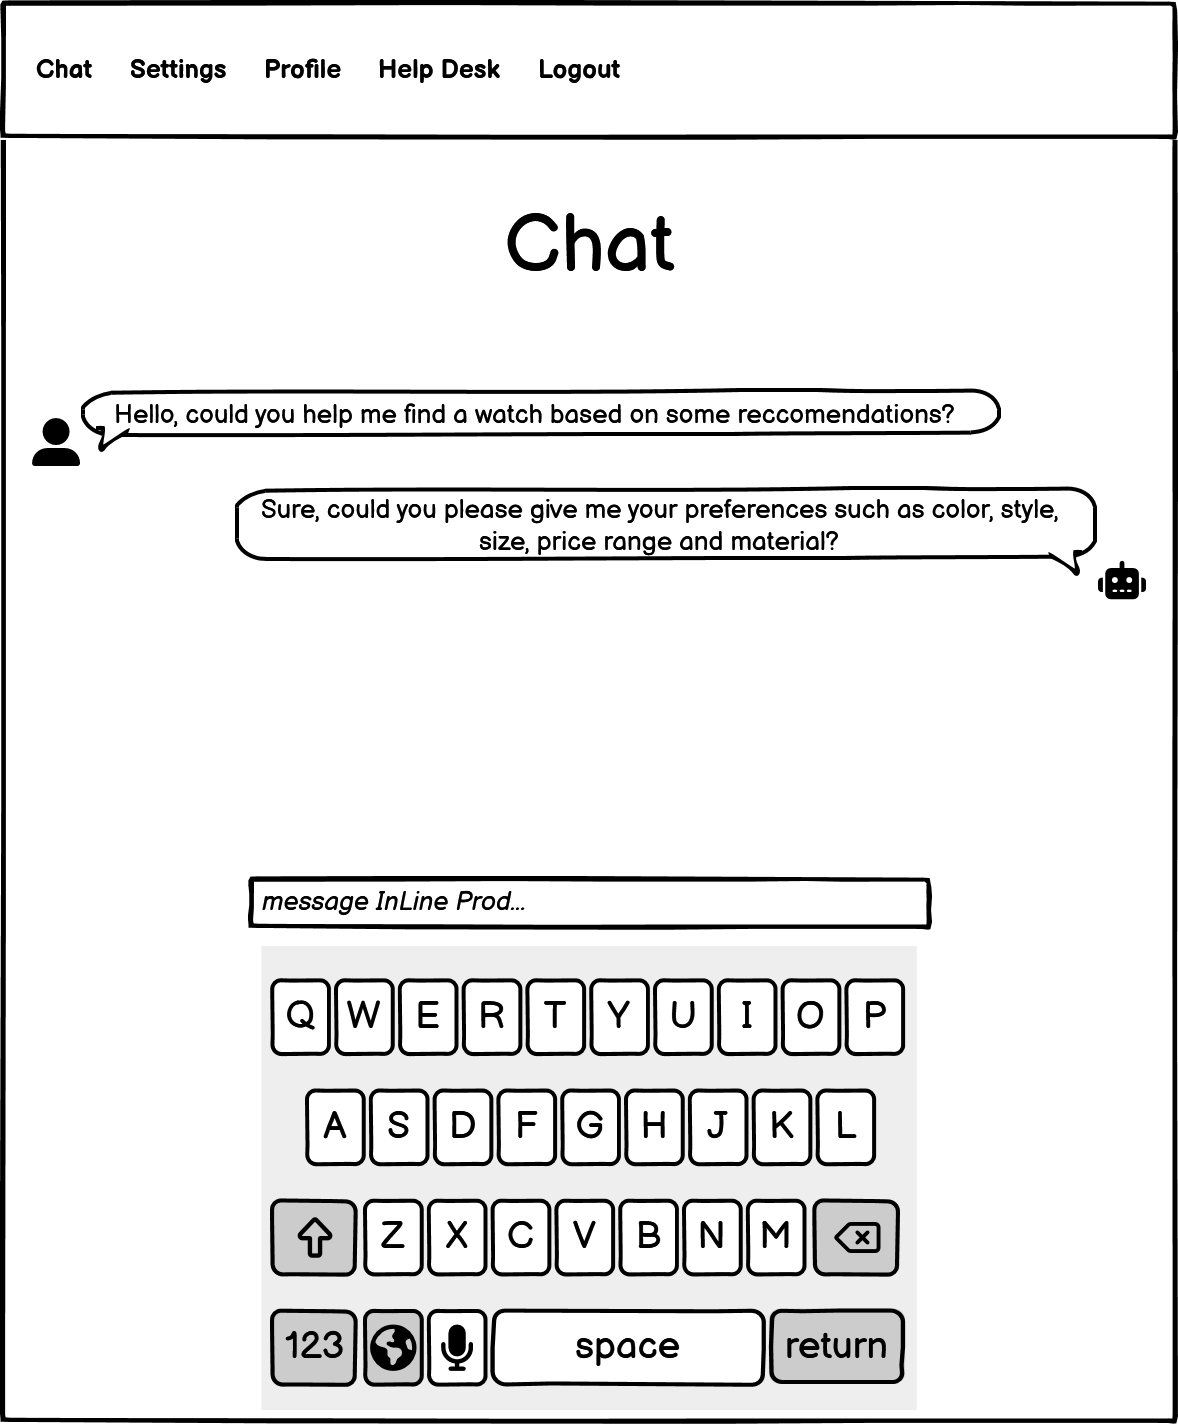 Chat Settings Profile Help Desk Logout
Chat
Hello, could you help me find a watch based on some reccomendations?
Sure, could you please give me your preferences such as color, style,
size, price range and material?
message InLine Prod...
Q W E R T Y U I O P
A S D F G H J K L
Z X C V B N M
123 space return